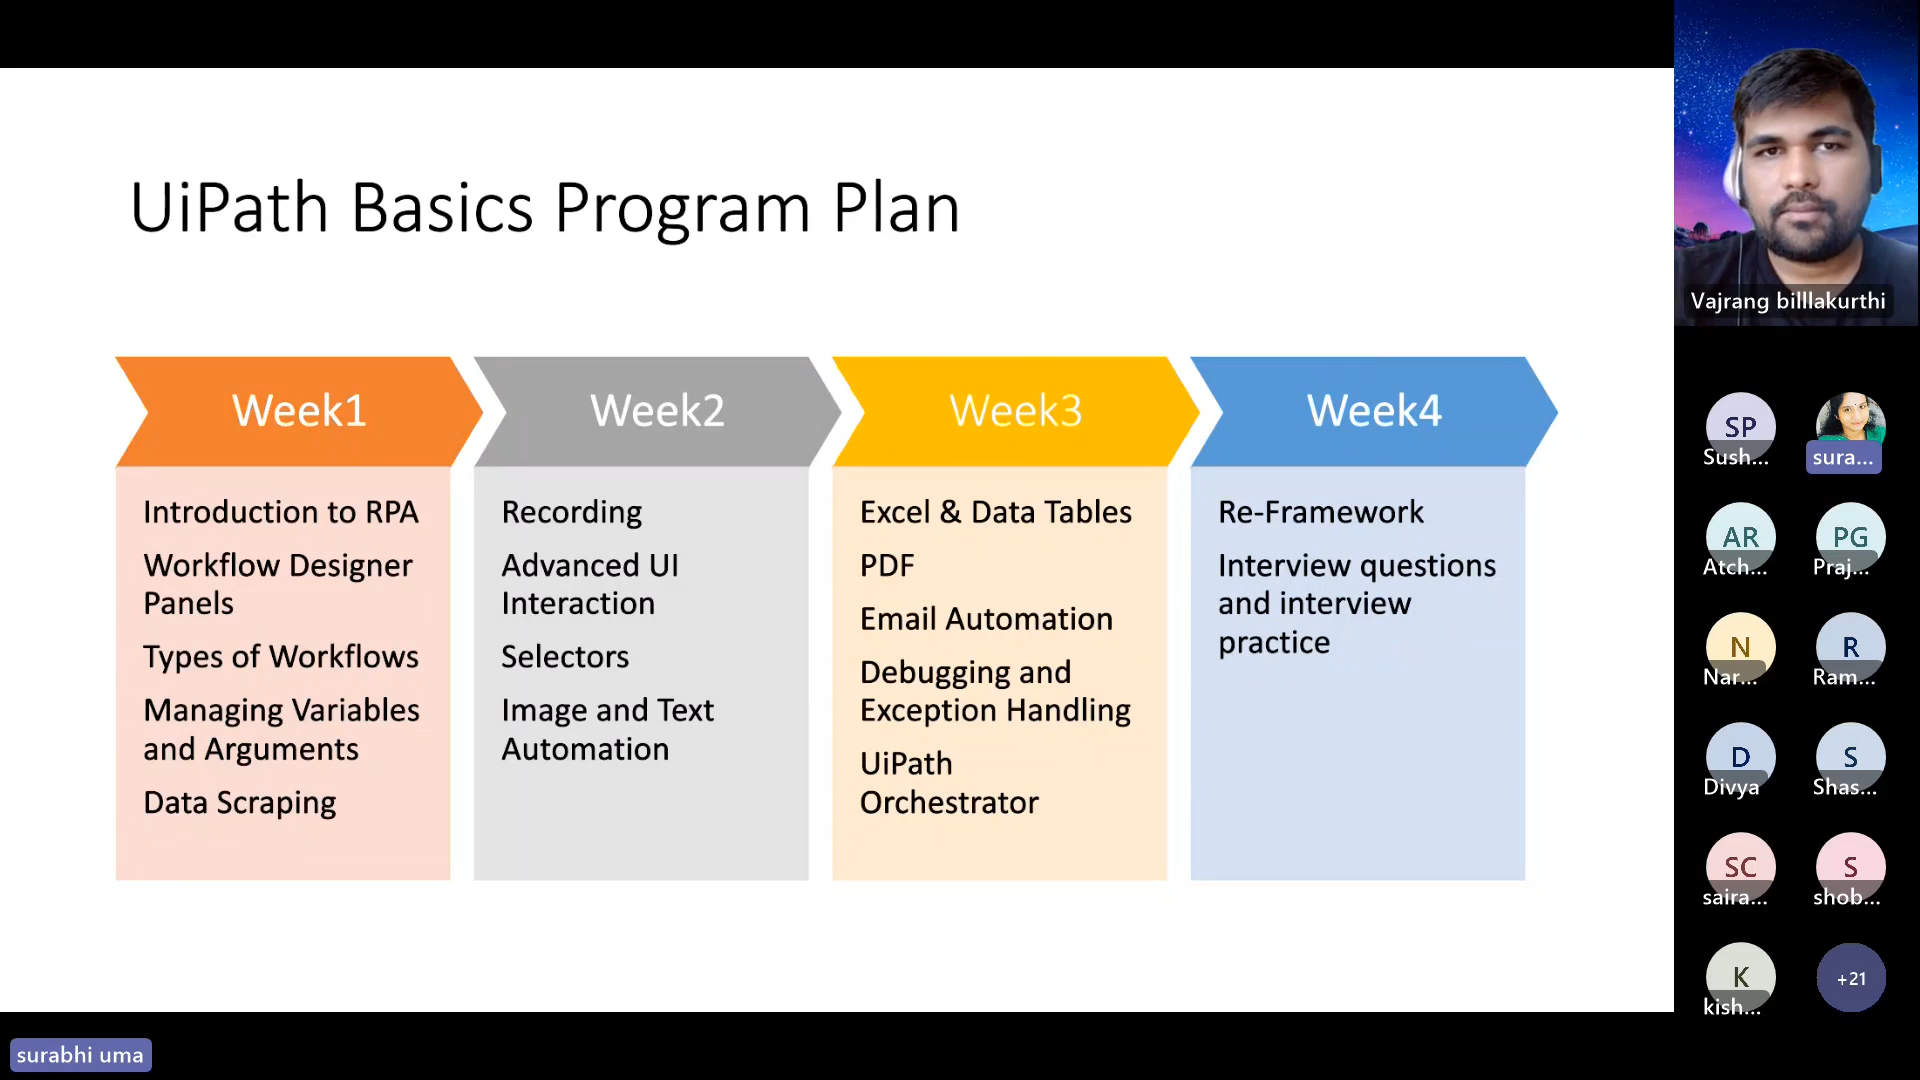 UiPath Basics Program Plan
Week1
Introduction to RPA
Workflow Designer
Panels
Types of Workflows
Managing Variables
and Arguments
Data Scraping
Week2
Recording
Advanced UI
Interaction
Selectors
Image and Text
Automation
Week3
Excel & Data Tables
PDF
Email Automation
Debugging and
Exception Handling
UiPath
Orchestrator
Week4
Re-Framework
Interview questions
and interview
practice
Vajrang billlakurthi
SP
Sush...
sura...
AR
Atch...
PG
Praj...
N
Nar...
R
Ram...
D
Divya
S
Shas...
SC
saira...
S
shob...
K
kish...
+21
surabhi uma